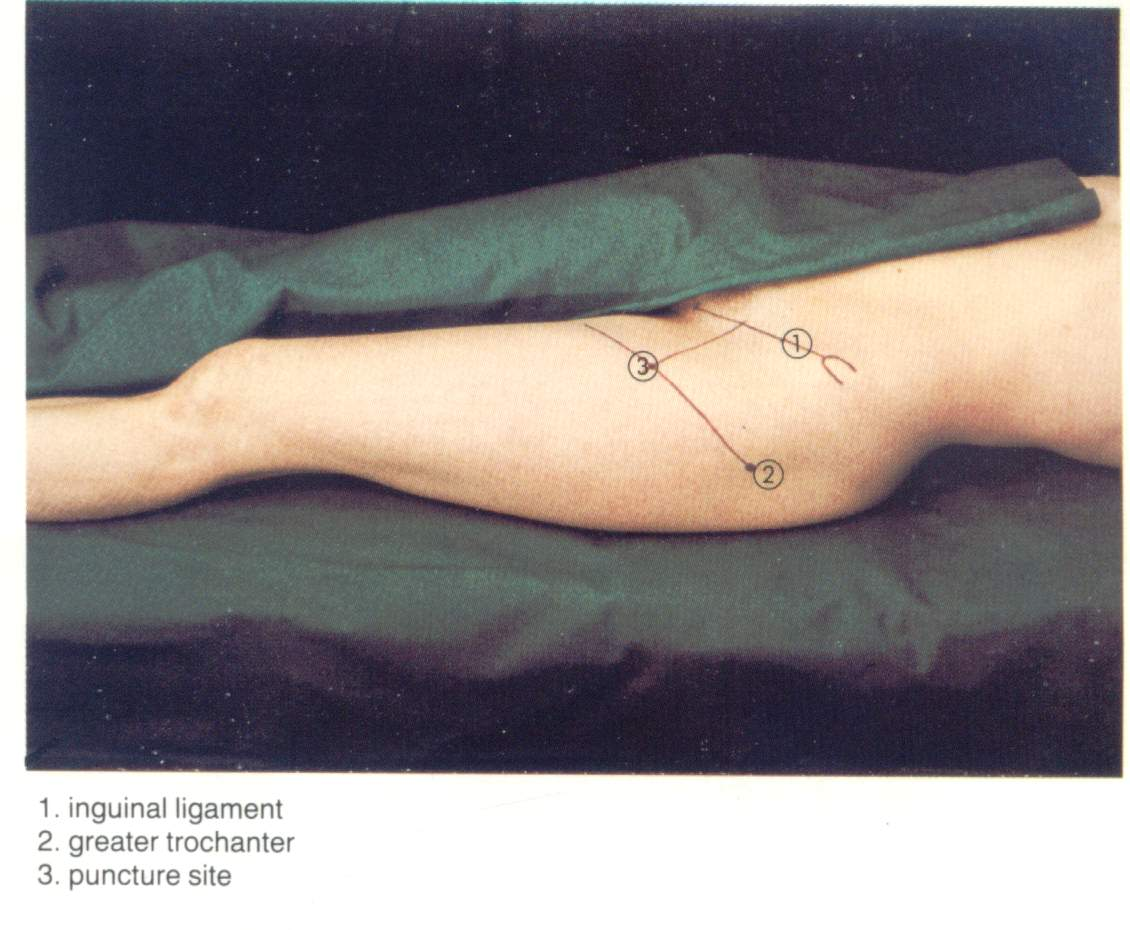 1
3
2
1. inguinal ligament
2. greater trochanter
3. puncture site